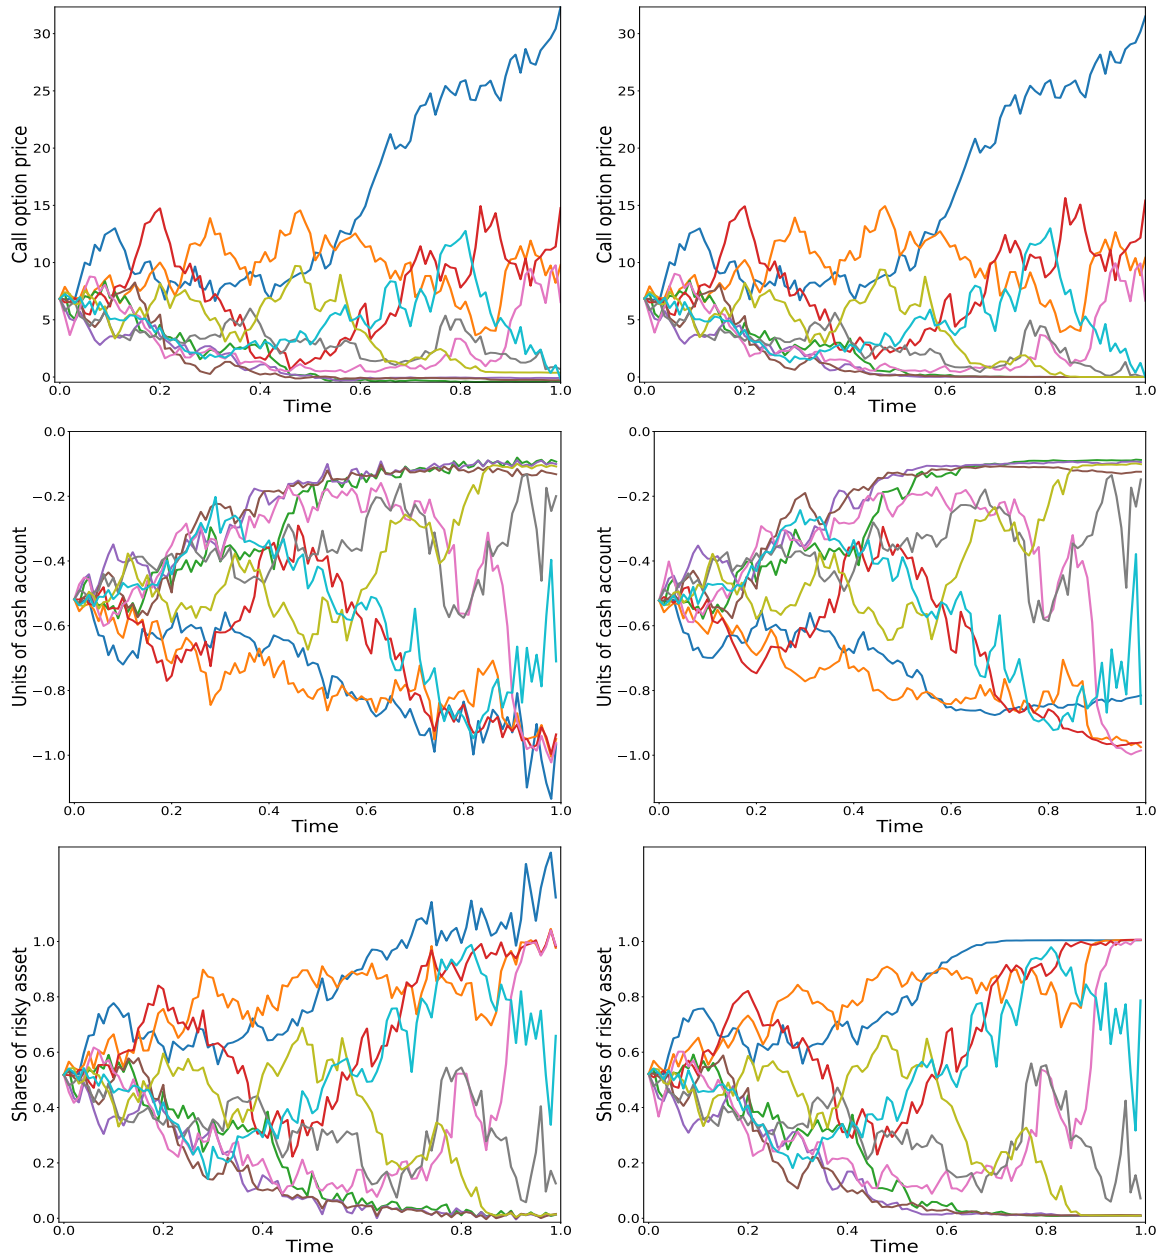 Call option price
30
25
20
15
10
5
0
0.0 0.2 0.4 0.6 0.8 1.0
Time
Call option price
30
25
20
15
10
5
0
0.0 0.2 0.4 0.6 0.8 1.0
Time
Units of cash account
0.0
−0.2
−0.4
−0.6
−0.8
−1.0
0.0 0.2 0.4 0.6 0.8 1.0
Time
Units of cash account
0.0
−0.2
−0.4
−0.6
−0.8
−1.0
0.0 0.2 0.4 0.6 0.8 1.0
Time
Shares of risky asset
1.0
0.8
0.6
0.4
0.2
0.0
0.0 0.2 0.4 0.6 0.8 1.0
Time
Shares of risky asset
1.0
0.8
0.6
0.4
0.2
0.0
0.0 0.2 0.4 0.6 0.8 1.0
Time